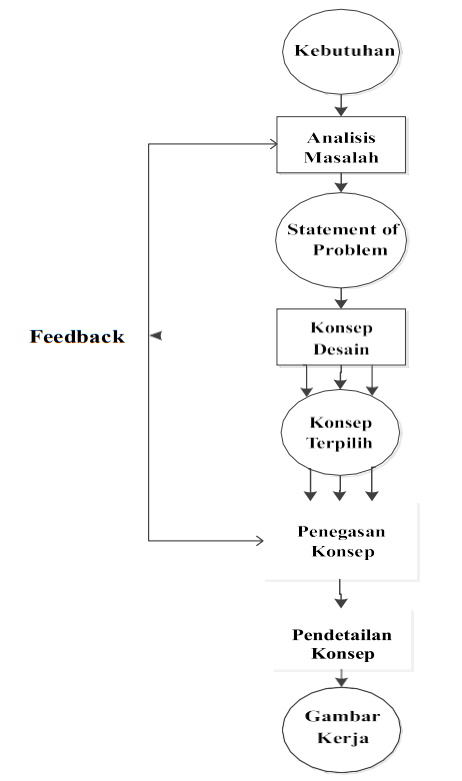 Kebutuhan
Analisis
Masalah
Statement of
Problem
Feedback
Konsep
Desain
Konsep
Terpilih
Penegasan
Konsep
Pendetailan
Konsep
Gambar
Kerja